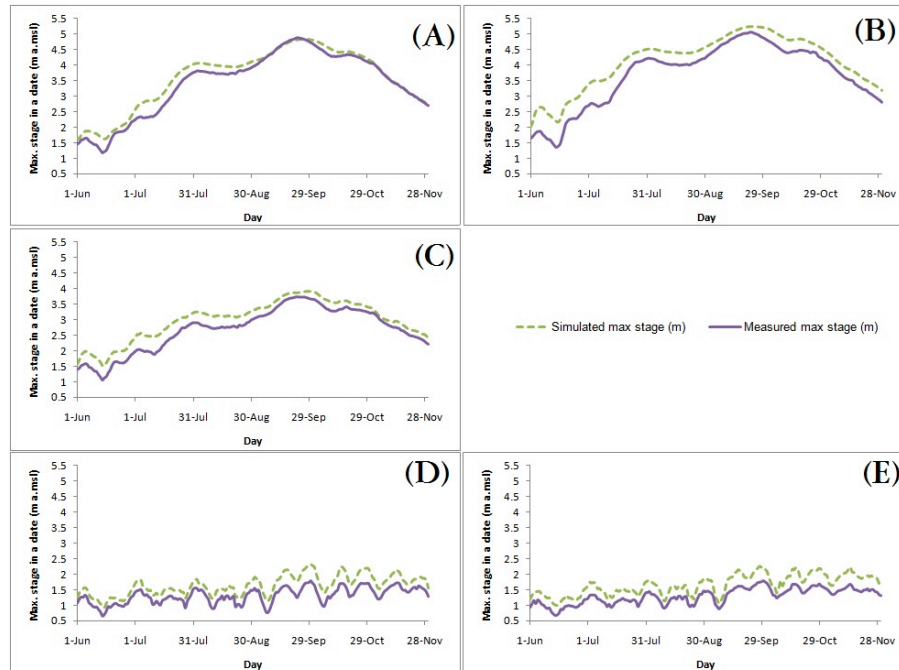 (A)
Max. stage in a date (m a.msl)
5.5
5
4.5
4
3.5
3
2.5
2
1.5
1
0.5
1-Jun 1-Jul 31-Jul 30-Aug 29-Sep 29-Oct 28-Nov
Day
(B)
Max. stage in a date (m a.msl)
5.5
5
4.5
4
3.5
3
2.5
2
1.5
1
0.5
1-Jun 1-Jul 31-Jul 30-Aug 29-Sep 29-Oct 28-Nov
Day
(C)
Max. stage in a date (m a.msl)
5.5
5
4.5
4
3.5
3
2.5
2
1.5
1
0.5
1-Jun 1-Jul 31-Jul 30-Aug 29-Sep 29-Oct 28-Nov
Day
Simulated max stage (m) Measured max stage (m)
(D)
Max. stage in a date (m a.msl)
5.5
5
4.5
4
3.5
3
2.5
2
1.5
1
0.5
1-Jun 1-Jul 31-Jul 30-Aug 29-Sep 29-Oct 28-Nov
Day
(E)
Max. stage in a date (m a.msl)
5.5
5
4.5
4
3.5
3
2.5
2
1.5
1
0.5
1-Jun 1-Jul 31-Jul 30-Aug 29-Sep 29-Oct 28-Nov
Day